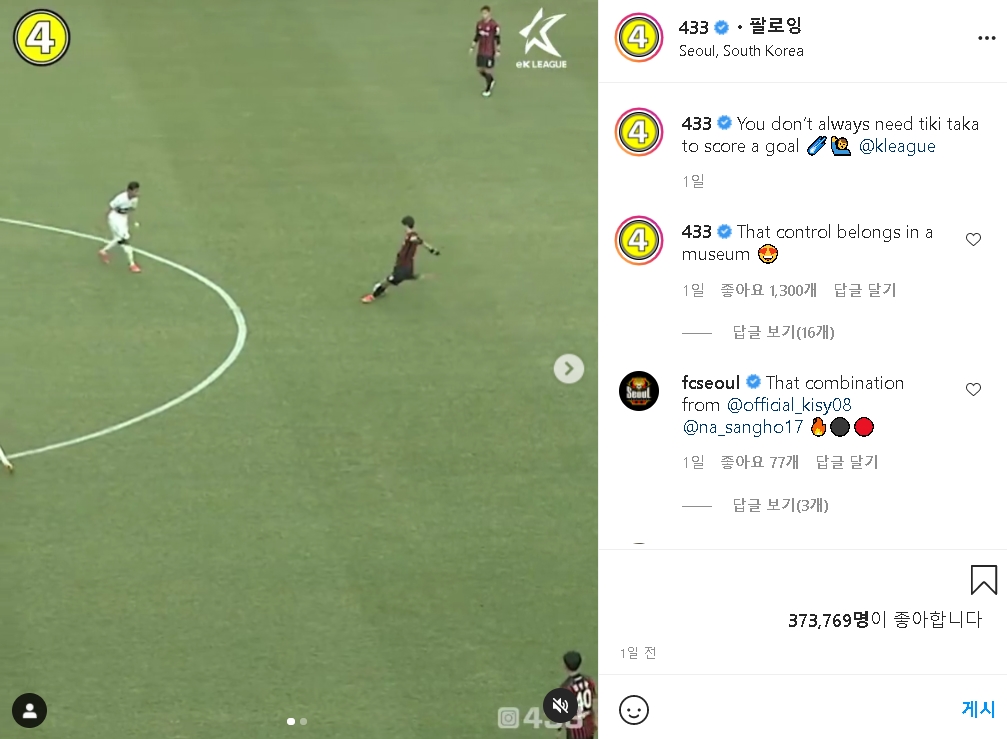 4
eK LEAGUE
10
433
433 • 팔로잉
Seoul, South Korea
433 You don't always need tiki taka
to score a goal @kleague
1일
433 That control belongs in a
museum
1일 좋아요 1,300개 답글 달기
답글 보기(16개)
fcseoul That combination
from @official_kisy08
@na_sangho17
1일 좋아요 77개 답글 달기
답글 보기(3개)
373,769명이 좋아합니다
1일 전
게시